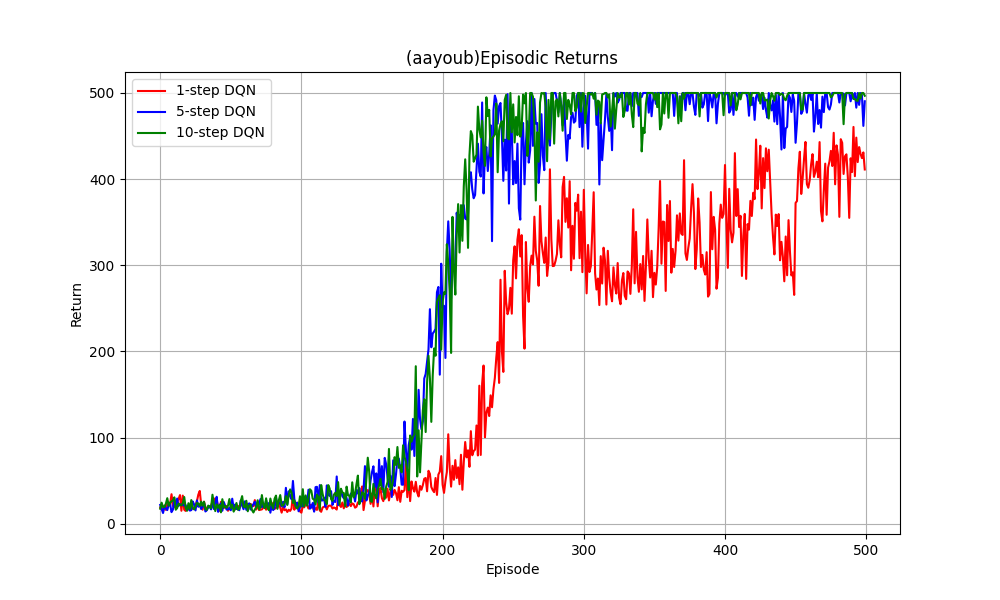 (aayoub)Episodic Returns
1-step DQN
5-step DQN
10-step DQN
Return
500
400
300
200
100
0
0 100 200 300 400 500
Episode